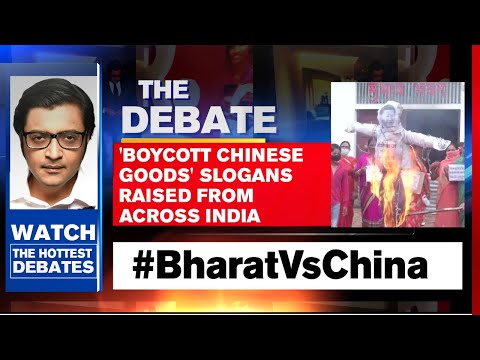 THE
DEBATE
'BOYCOTT CHINESE
GOODS' SLOGANS
RAISED FROM
ACROSS INDIA
WATCH
THE HOTTEST
DEBATES
#BharatVsChina